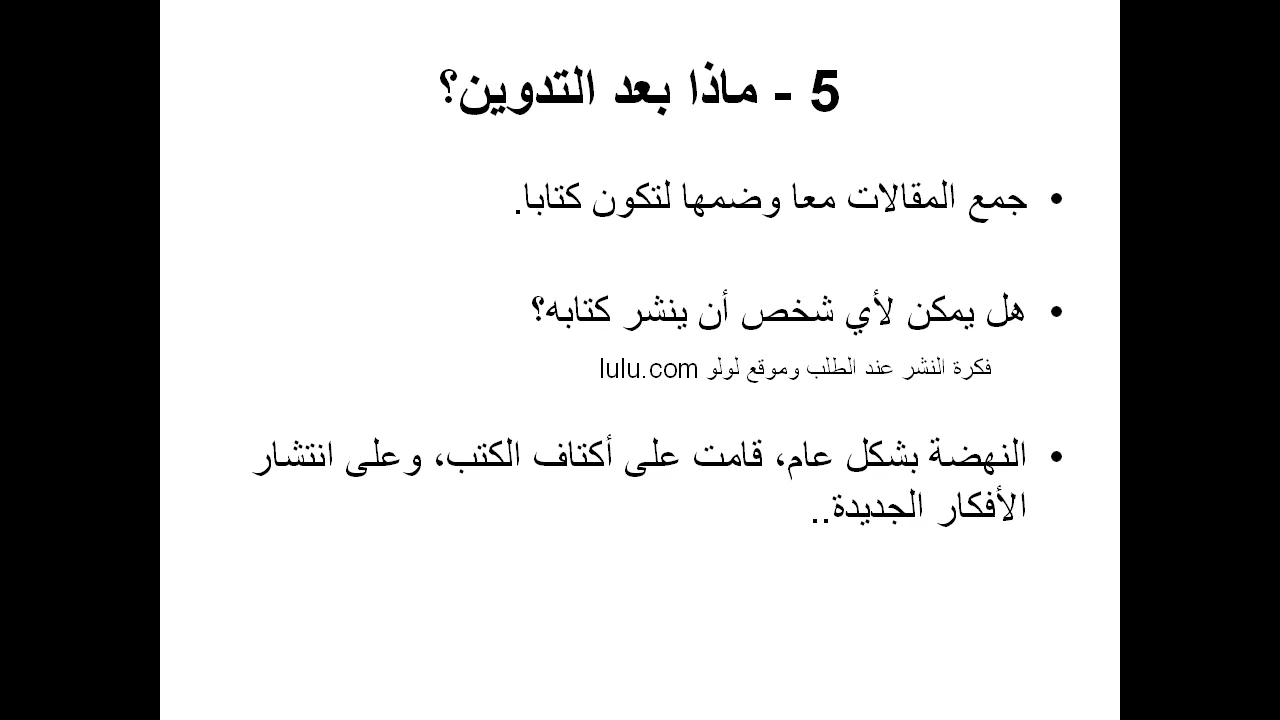 5 - ماذا بعد التدوين؟
• جمع المقالات معا وضمها لتكون كتابا.
• هل يمكن لأي شخص أن ينشر كتابه؟
فكرة النشر عند الطلب وموقع لولو lulu.com
• النهضة بشكل عام، قامت على أكتاف الكتب، وعلى انتشار
الأفكار الجديدة..